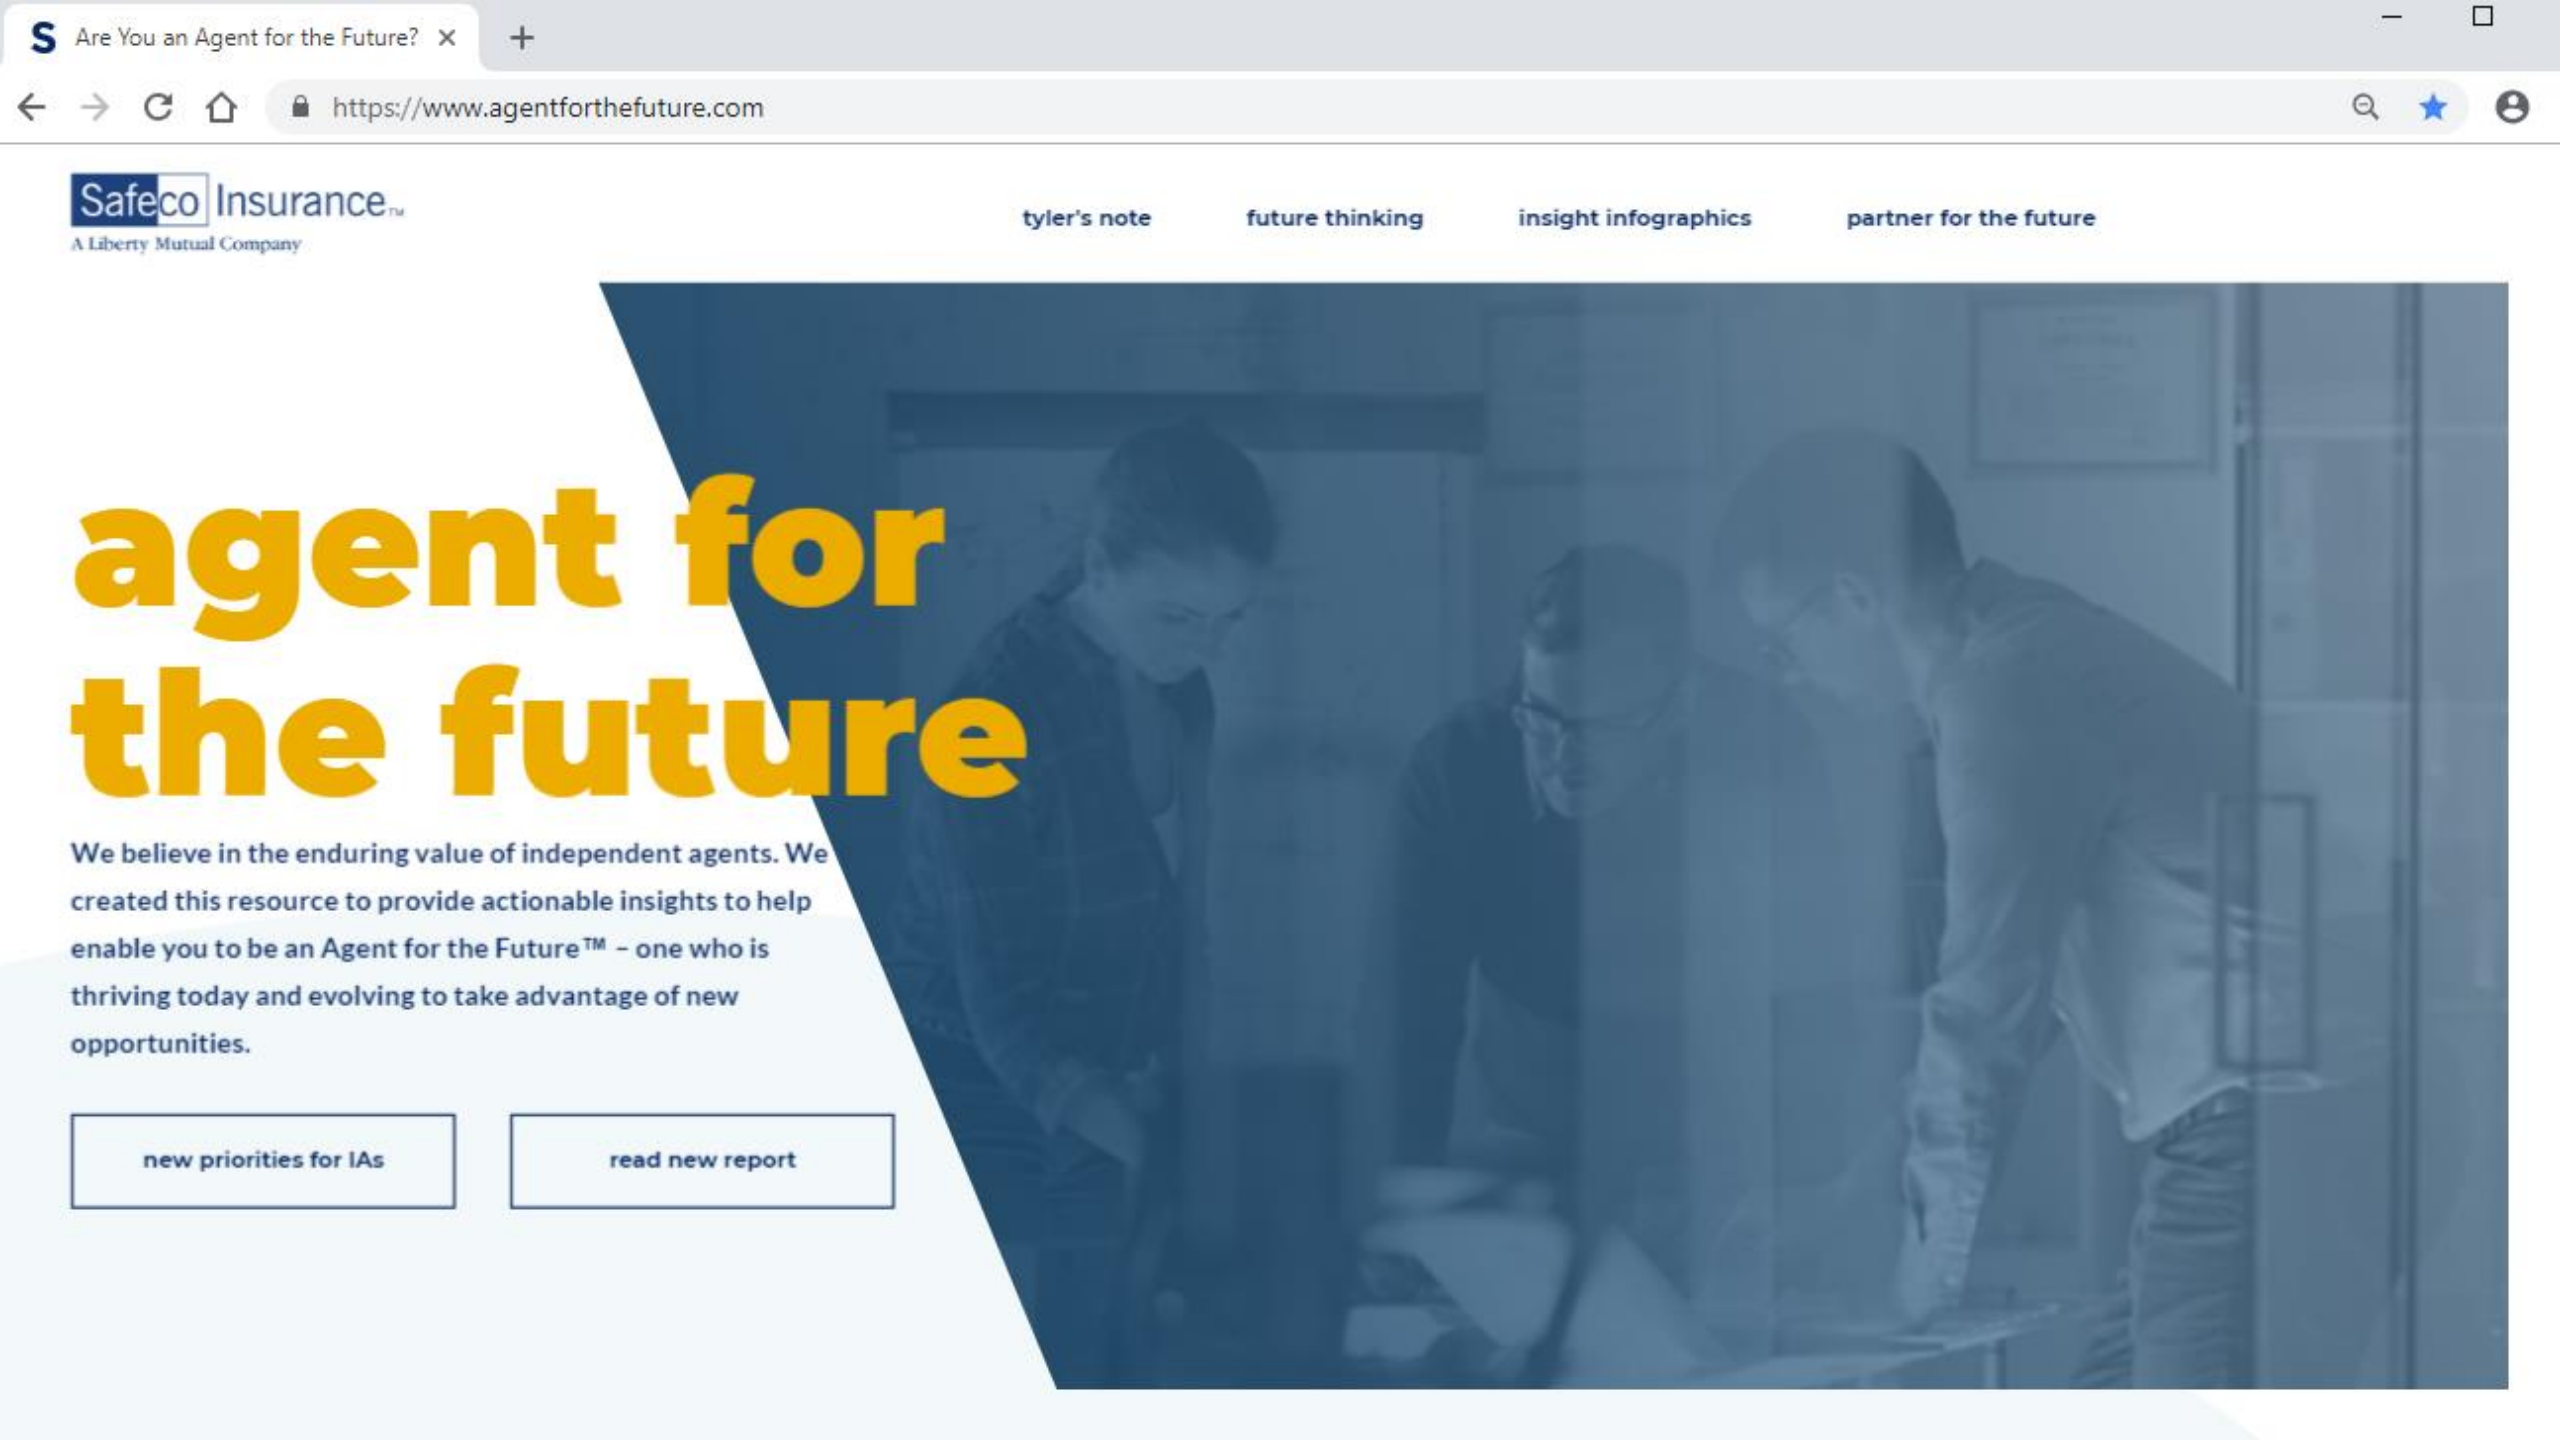 Are You an Agent for the Future?
https://www.agentforthefuture.com
Safeco Insurance™
A Liberty Mutual Company
tyler's note future thinking insight infographics partner for the future
agent for
the future
We believe in the enduring value of independent agents. We
created this resource to provide actionable insights to help
enable you to be an Agent for the Future™ – one who is
thriving today and evolving to take advantage of new
opportunities.
new priorities for IAs read new report